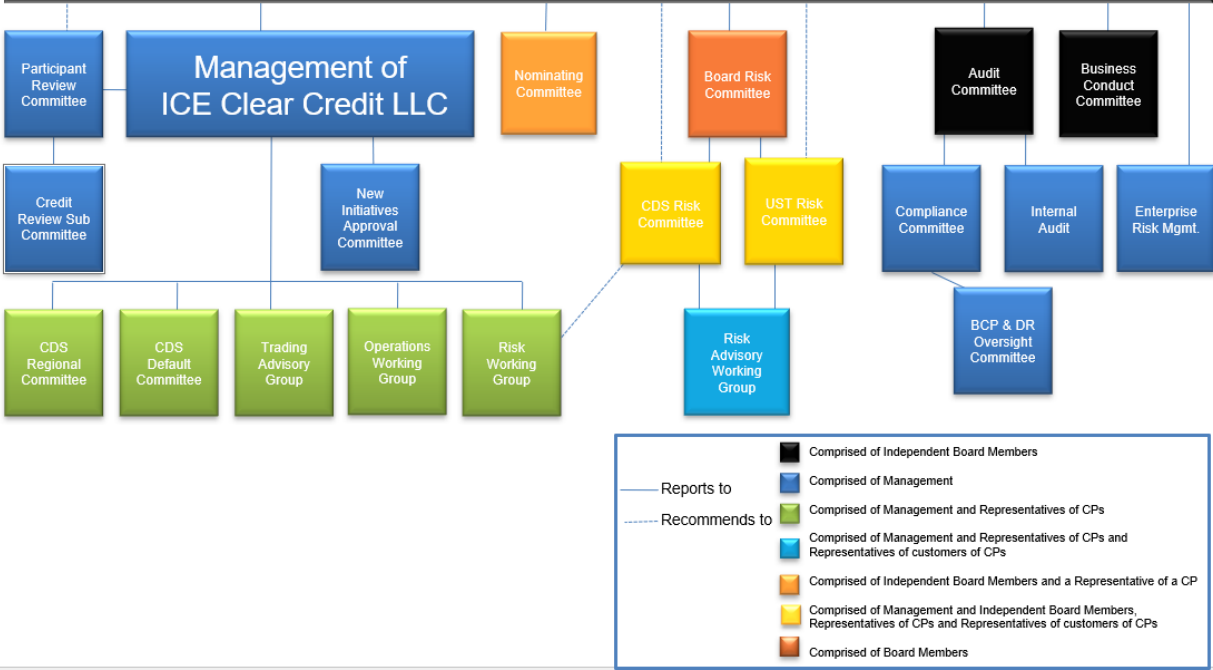 Participant
Review
Committee
Management of
ICE Clear Credit LLC
Nominating
Committee
Board Risk
Committee
Audit
Committee
Business
Conduct
Committee
Credit
Review Sub
Committee
New
Initiatives
Approval
Committee
CDS Risk
Committee
UST Risk
Committee
Compliance
Committee
Internal
Audit
Enterprise
Risk Mgmt.
CDS
Regional
Committee
CDS
Default
Committee
Trading
Advisory
Group
Operations
Working
Group
Risk
Working
Group
Risk
Advisory
Working
Group
BCP & DR
Oversight
Committee
Reports to
Recommends to
Comprised of Independent Board Members
Comprised of Management
Comprised of Management and Representatives of CPs
Comprised of Management and Representatives of CPs and
Representatives of customers of CPs
Comprised of Independent Board Members and a Representative of a CP
Comprised of Management and Independent Board Members,
Representatives of CPs and Representatives of customers of CPs
Comprised of Board Members